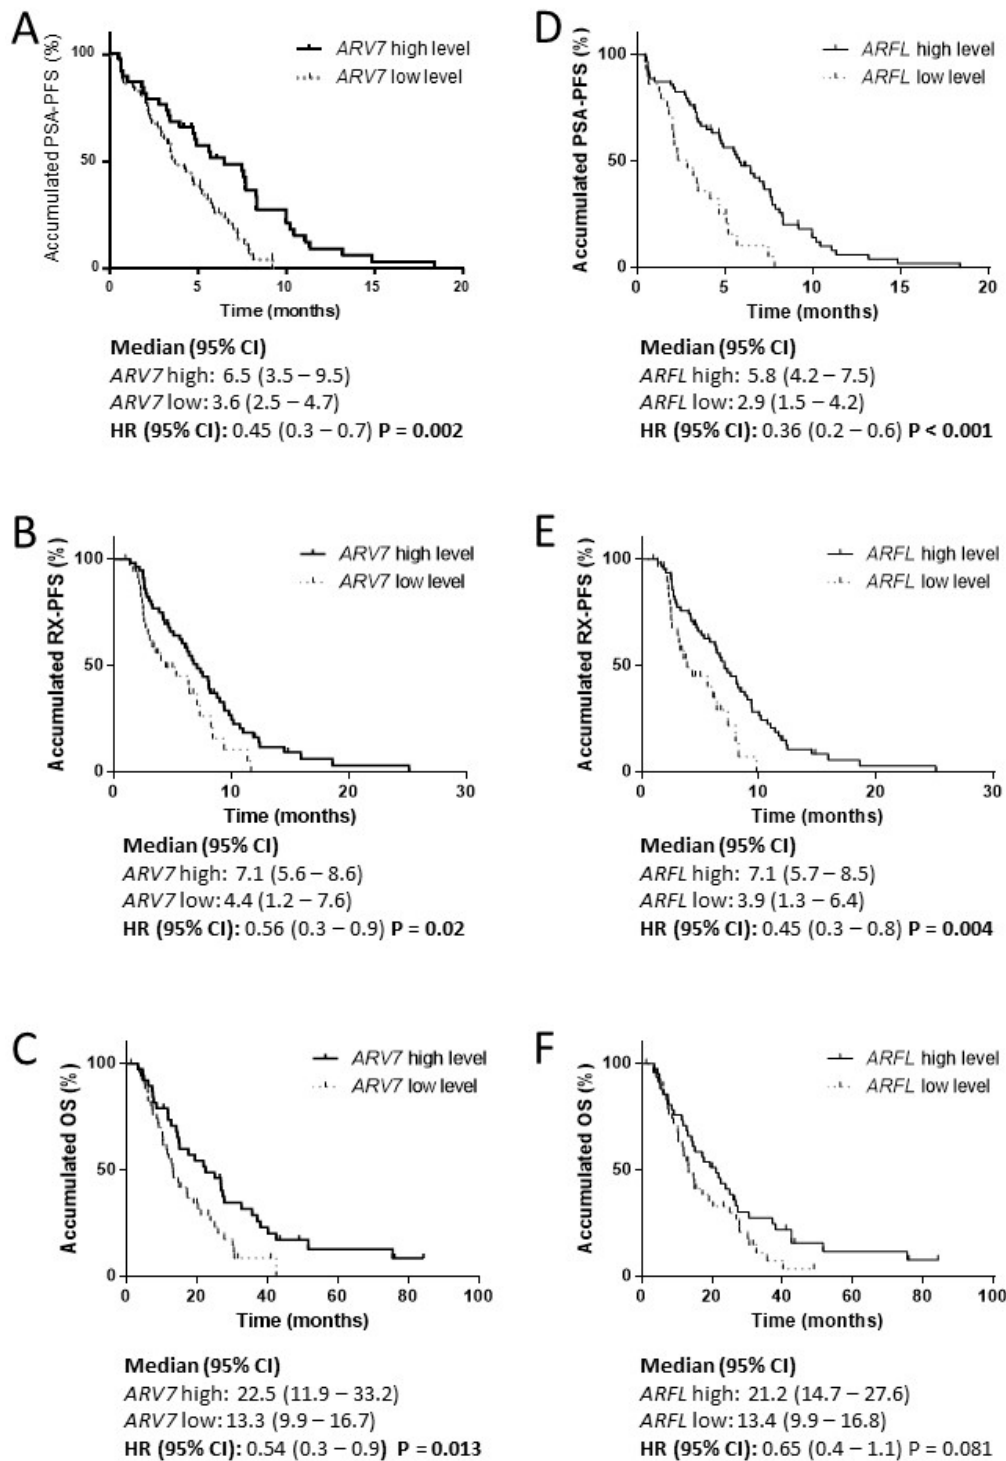 A
Accumulated PSA-PFS (%)
ARV7 high level
ARV7 low level
100
50
0
0 5 10 15 20
Time (months)
Median (95% CI)
ARV7 high: 6.5 (3.5 – 9.5)
ARV7 low: 3.6 (2.5 – 4.7)
HR (95% CI): 0.45 (0.3 – 0.7) P = 0.002
D
Accumulated PSA-PFS (%)
ARFL high level
ARFL low level
100
50
0
0 5 10 15 20
Time (months)
Median (95% CI)
ARFL high: 5.8 (4.2 – 7.5)
ARFL low: 2.9 (1.5 – 4.2)
HR (95% CI): 0.36 (0.2 – 0.6) P < 0.001
B
Accumulated RX-PFS (%)
ARV7 high level
ARV7 low level
100
50
0
0 10 20 30
Time (months)
Median (95% CI)
ARV7 high: 7.1 (5.6 – 8.6)
ARV7 low: 4.4 (1.2 – 7.6)
HR (95% CI): 0.56 (0.3 – 0.9) P = 0.02
E
Accumulated RX-PFS (%)
ARFL high level
ARFL low level
100
50
0
0 10 20 30
Time (months)
Median (95% CI)
ARFL high: 7.1 (5.7 – 8.5)
ARFL low: 3.9 (1.3 – 6.4)
HR (95% CI): 0.45 (0.3 – 0.8) P = 0.004
C
Accumulated OS (%)
ARV7 high level
ARV7 low level
100
50
0
0 20 40 60 80 100
Time (months)
Median (95% CI)
ARV7 high: 22.5 (11.9 – 33.2)
ARV7 low: 13.3 (9.9 – 16.7)
HR (95% CI): 0.54 (0.3 – 0.9) P = 0.013
F
Accumulated OS (%)
ARFL high level
ARFL low level
100
50
0
0 20 40 60 80 100
Time (months)
Median (95% CI)
ARFL high: 21.2 (14.7 – 27.6)
ARFL low: 13.4 (9.9 – 16.8)
HR (95% CI): 0.65 (0.4 – 1.1) P = 0.081